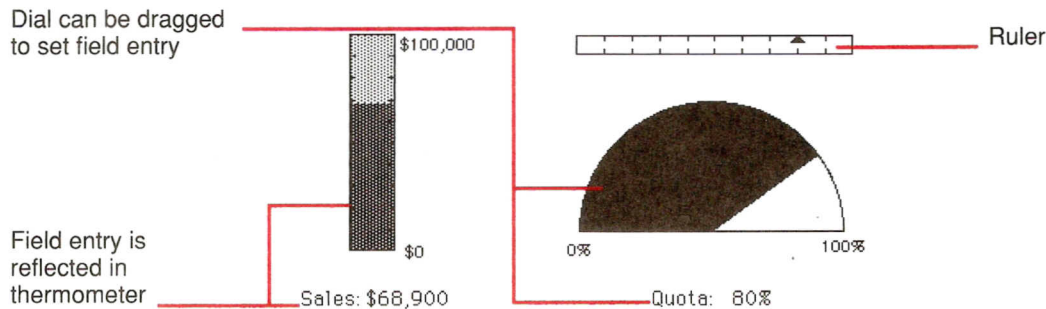 Dial can be dragged
to set field entry
$100,000
Ruler
Field entry is
reflected in
thermometer
$0
0%
100%
Sales: $68,900
Quota: 80%